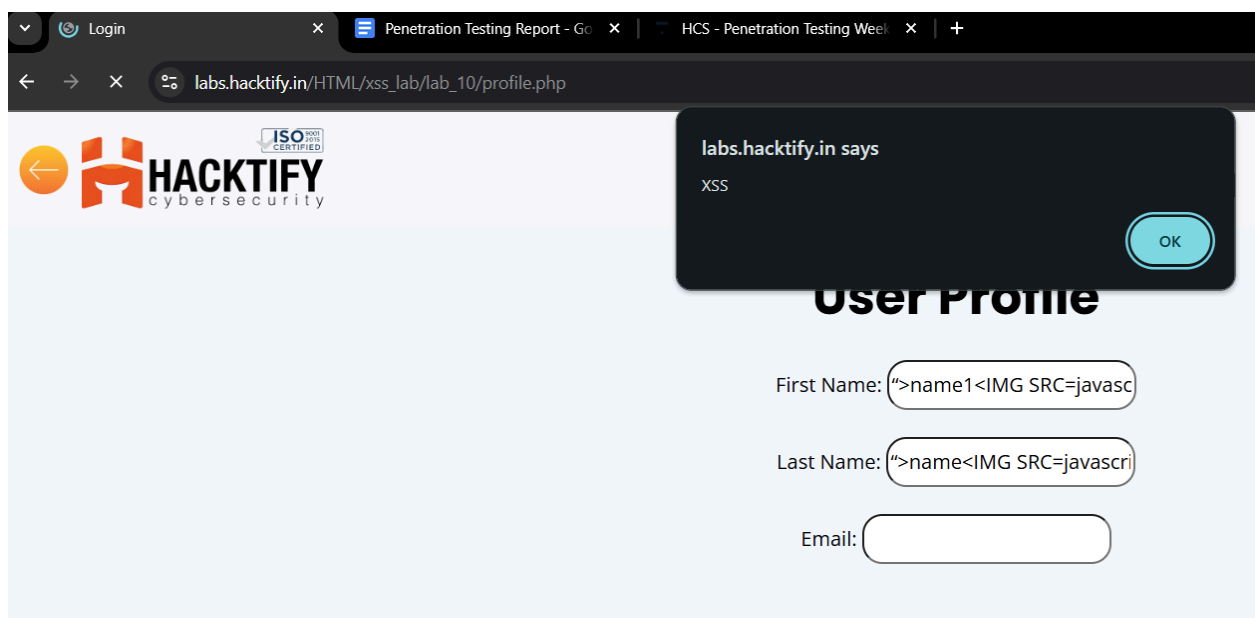 Login
Penetration Testing Report - Go
HCS - Penetration Testing Week
labs.hacktify.in/HTML/xss_lab/lab_10/profile.php
ISO 9001 2015 CERTIFIED
HACKTIFY
cybersecurity
labs.hacktify.in says
XSS
OK
User Profile
First Name: “>name1<IMG SRC=javasc
Last Name: “>name<IMG SRC=javascri
Email: